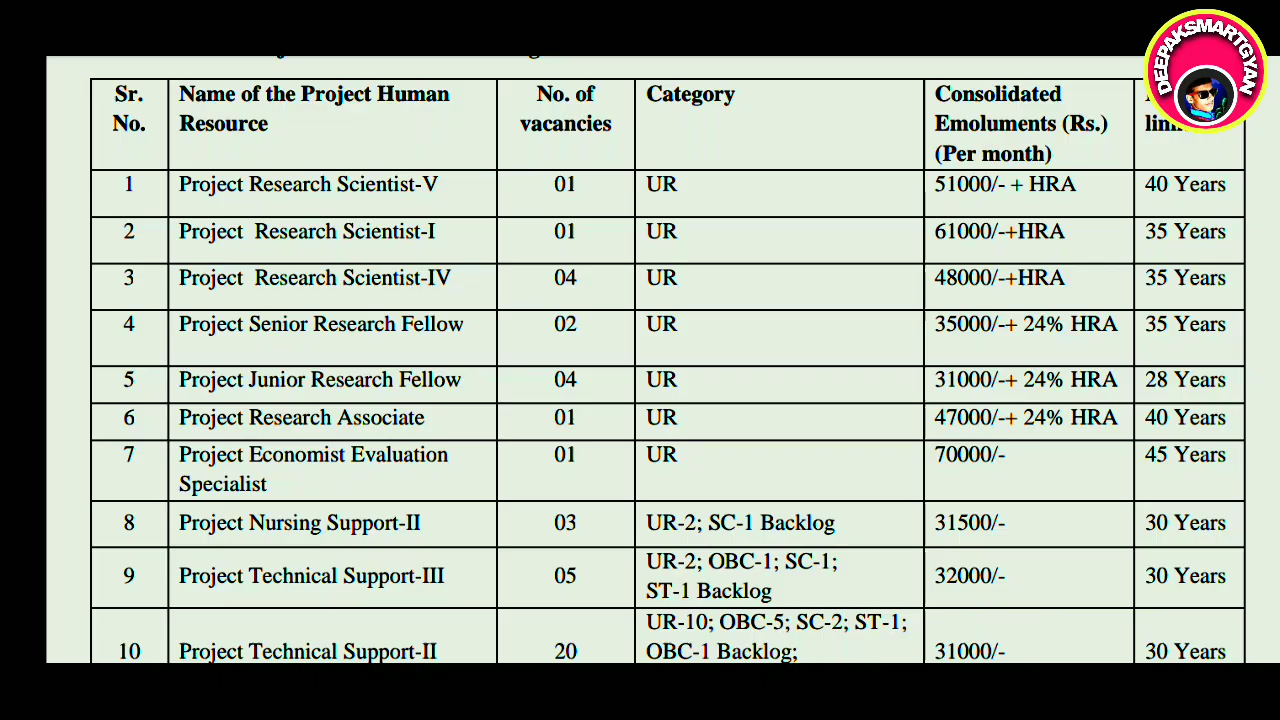 DEEPAKSMARTGYAN
Sr. No. Name of the Project Human Resource No. of vacancies Category Consolidated Emoluments (Rs.) (Per month)
1 Project Research Scientist-V 01 UR 51000/- + HRA 40 Years
2 Project Research Scientist-I 01 UR 61000/-+HRA 35 Years
3 Project Research Scientist-IV 04 UR 48000/-+HRA 35 Years
4 Project Senior Research Fellow 02 UR 35000/-+ 24% HRA 35 Years
5 Project Junior Research Fellow 04 UR 31000/-+ 24% HRA 28 Years
6 Project Research Associate 01 UR 47000/-+ 24% HRA 40 Years
7 Project Economist Evaluation Specialist 01 UR 70000/- 45 Years
8 Project Nursing Support-II 03 UR-2; SC-1 Backlog 31500/- 30 Years
9 Project Technical Support-III 05 UR-2; OBC-1; SC-1; ST-1 Backlog 32000/- 30 Years
10 Project Technical Support-II 20 UR-10; OBC-5; SC-2; ST-1; OBC-1 Backlog; 31000/- 30 Years